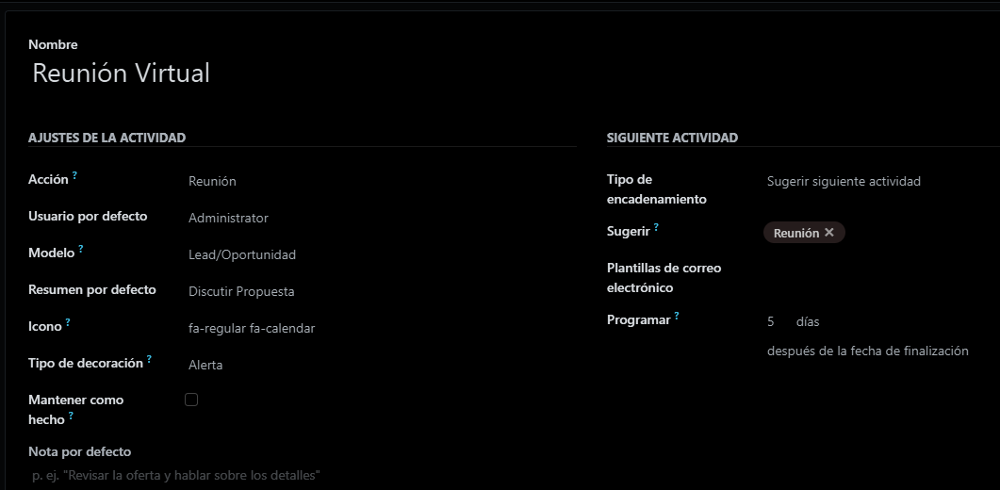 Nombre
Reunión Virtual
AJUSTES DE LA ACTIVIDAD
Acción ?
Reunión
Usuario por defecto
Administrator
Modelo ?
Lead/Oportunidad
Resumen por defecto
Discutir Propuesta
Icono ?
fa-regular fa-calendar
Tipo de decoración ?
Alerta
Mantener como
hecho ?
Nota por defecto
p. ej. "Revisar la oferta y hablar sobre los detalles"
SIGUIENTE ACTIVIDAD
Tipo de
encadenamiento
Sugerir siguiente actividad
Sugerir ?
Reunión ✕
Plantillas de correo
electrónico
Programar ?
5 días
después de la fecha de finalización